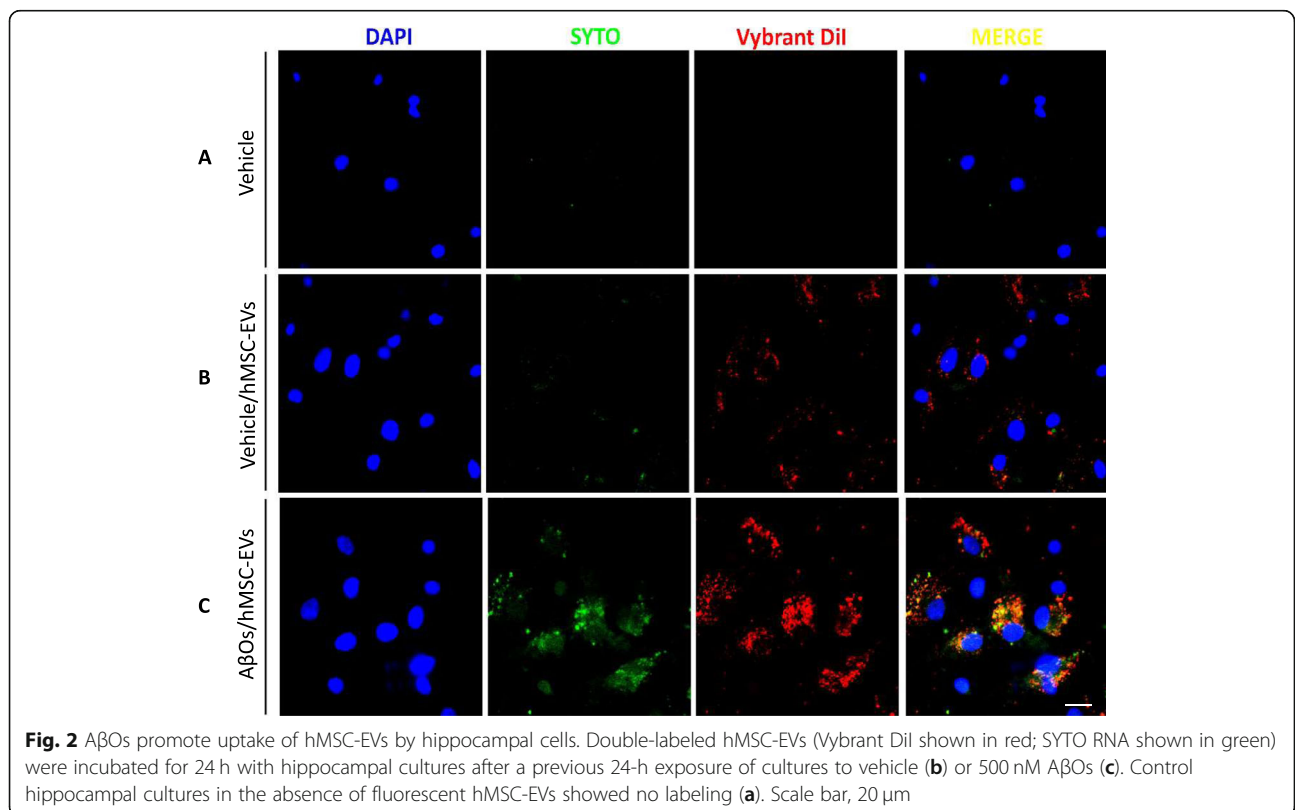 DAPI SYTO Vybrant DiI MERGE
A Vehicle
B Vehicle/hMSC-EVs
C AβOs/hMSC-EVs
Fig. 2 AβOs promote uptake of hMSC-EVs by hippocampal cells. Double-labeled hMSC-EVs (Vybrant DiI shown in red; SYTO RNA shown in green)
were incubated for 24 h with hippocampal cultures after a previous 24-h exposure of cultures to vehicle (b) or 500 nM AβOs (c). Control
hippocampal cultures in the absence of fluorescent hMSC-EVs showed no labeling (a). Scale bar, 20 μm